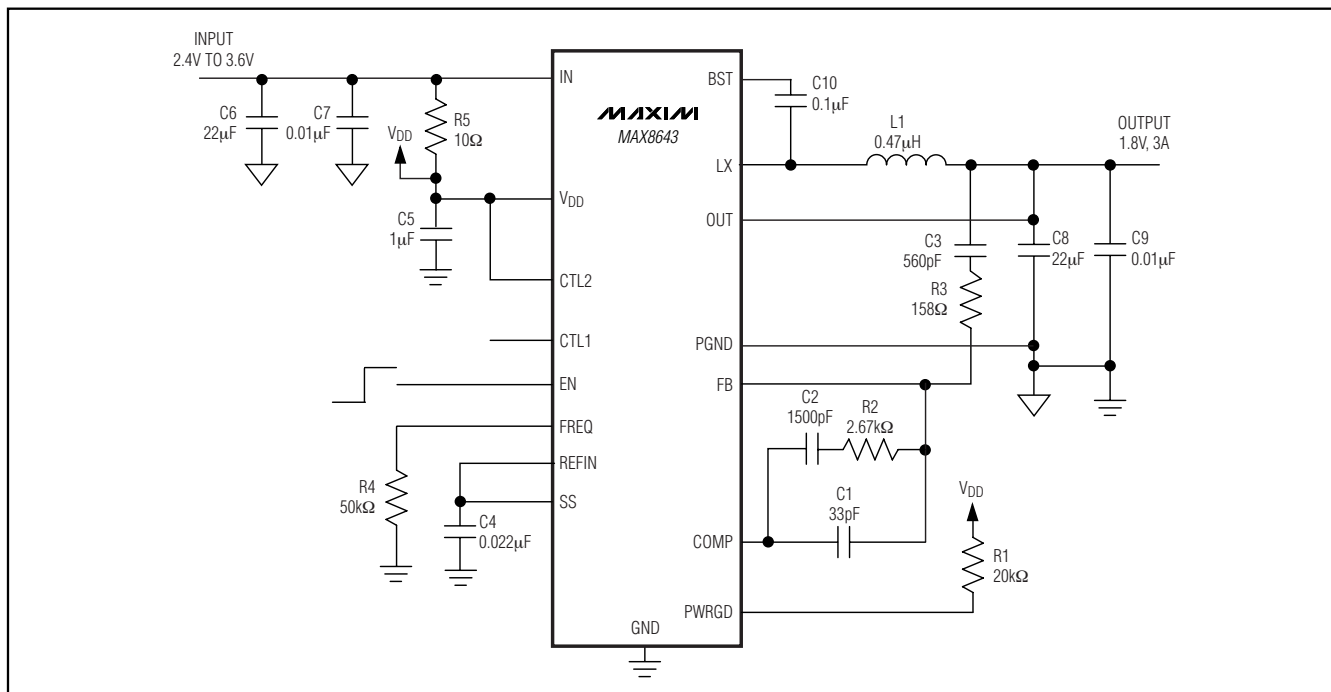 INPUT
2.4V TO 3.6V
C6
22µF
C7
0.01µF
R5
10Ω
VDD
C5
1µF
IN
VDD
CTL2
CTL1
EN
FREQ
REFIN
SS
R4
50kΩ
C4
0.022µF
MAXIM
MAX8643
GND
BST
LX
OUT
PGND
FB
COMP
PWRGD
C10
0.1µF
L1
0.47µH
OUTPUT
1.8V, 3A
C3
560pF
R3
158Ω
C8
22µF
C9
0.01µF
C2
1500pF
R2
2.67kΩ
C1
33pF
VDD
R1
20kΩ